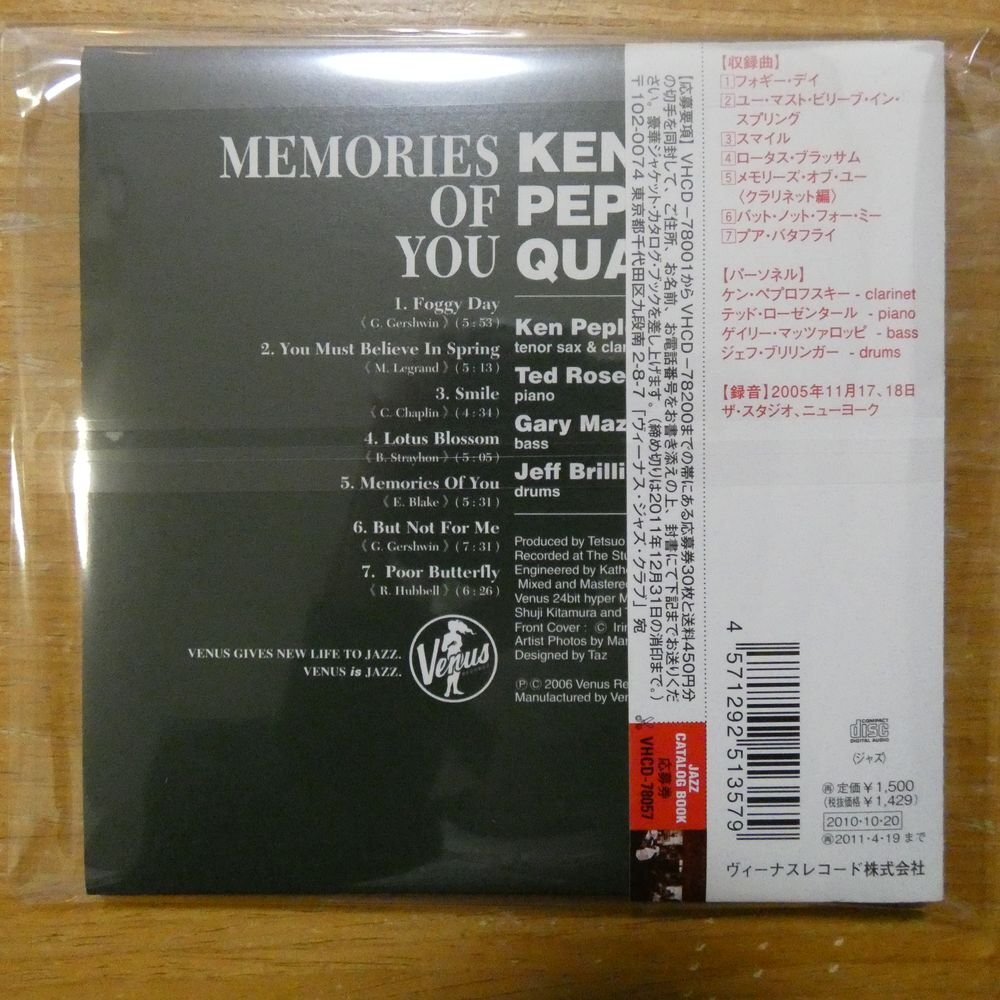 MEMORIES
OF
YOU
KEN
PEP
QUA
1. Foggy Day
《 G. Gershwin 》( 5 : 53 )
2. You Must Believe In Spring
《 M. Legrand 》( 5 : 13 )
3. Smile
《 C. Chaplin 》( 4 : 34 )
4. Lotus Blossom
《 B. Strayhon 》( 5 : 05 )
5. Memories Of You
《 E. Blake 》( 5 : 31 )
6. But Not For Me
《 G. Gershwin 》( 7 : 31 )
7. Poor Butterfly
《 R. Hubbell 》( 6 : 26 )
VENUS GIVES NEW LIFE TO JAZZ.
VENUS is JAZZ.
Venus
RECORDS
Ken Pepl
tenor sax & clar
Ted Rose
piano
Gary Maz
bass
Jeff Brilli
drums
Produced by Tetsuo
Recorded at The Stu
Engineered by Kathe
Mixed and Mastere
Venus 24bit hyper M
Shuji Kitamura and T
Front Cover : © Irin
Artist Photos by Mar
Designed by Taz
℗© 2006 Venus Re
Manufactured by Ven
【応募要項】VHCD-78001からVHCD-78200までの帯にある応募券30枚と送料450円分
の切手を同封して、ご住所、お名前、お電話番号をお書き添えの上、封書にて下記までお送りくだ
さい。豪華ジャケット・カタログ・ブックを差し上げます。(締め切りは2011年12月31日の消印まで。)
〒102-0074 東京都千代田区九段南2-8-7「ヴィーナス・ジャズ・クラブ」宛
JAZZ
CATALOG BOOK
応募券
VHCD-78057
【収録曲】
1 フォギー・デイ
2 ユー・マスト・ビリーブ・イン・
スプリング
3 スマイル
4 ロータス・ブラッサム
5 メモリーズ・オブ・ユー
〈クラリネット編〉
6 バット・ノット・フォー・ミー
7 プア・バタフライ
【パーソネル】
ケン・ペプロフスキー - clarinet
テッド・ローゼンタール - piano
ゲイリー・マッツァロッピ - bass
ジェフ・ブリリンガー - drums
【録音】2005年11月17、18日
ザ・スタジオ、ニューヨーク
4 571292 513579
COMPACT
disc
DIGITAL AUDIO
〈ジャズ〉
再 定価￥1,500
(税抜価格￥1,429)
2010・10・20
再 2011・4・19まで
ヴィーナスレコード株式会社